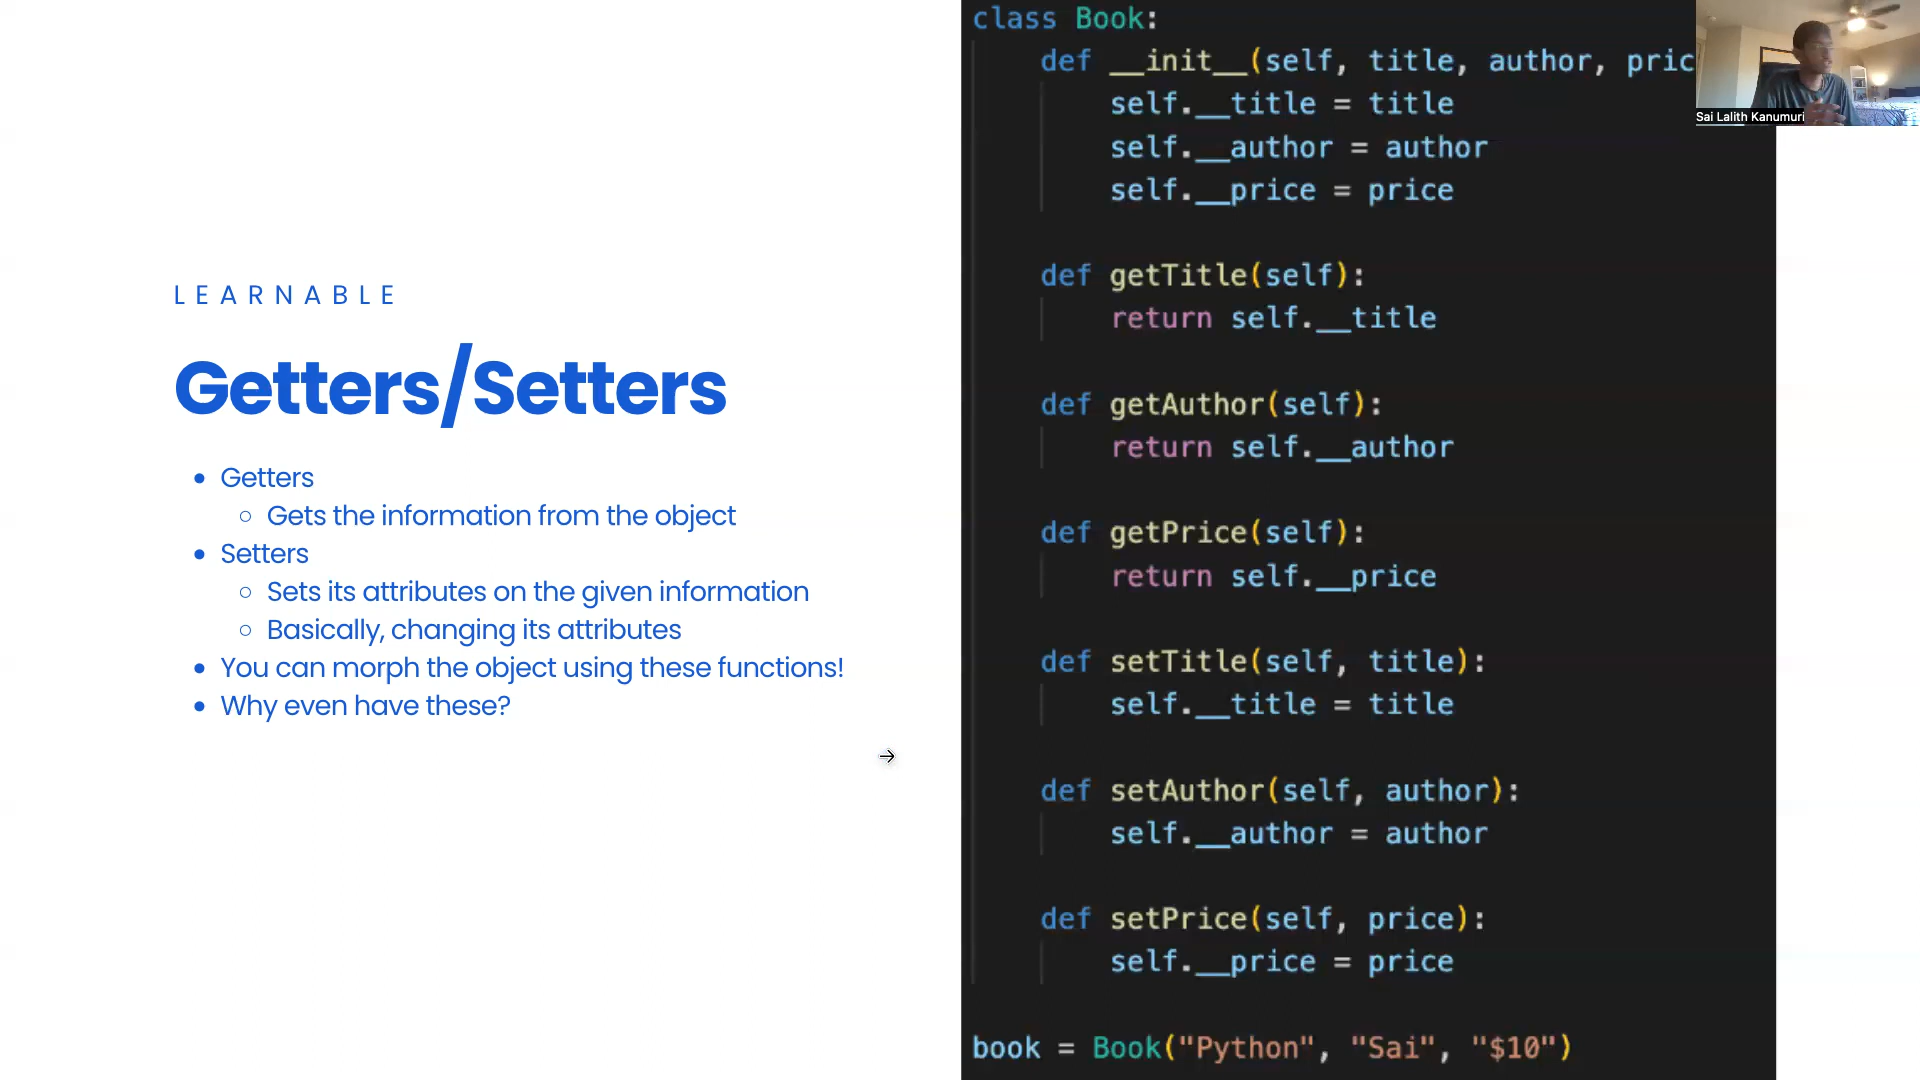 LEARNABLE
Getters/Setters
Getters
Gets the information from the object
Setters
Sets its attributes on the given information
Basically, changing its attributes
You can morph the object using these functions!
Why even have these?
class Book:
def __init__(self, title, author, pric
self.__title = title
self.__author = author
self.__price = price
def getTitle(self):
return self.__title
def getAuthor(self):
return self.__author
def getPrice(self):
return self.__price
def setTitle(self, title):
self.__title = title
def setAuthor(self, author):
self.__author = author
def setPrice(self, price):
self.__price = price
book = Book("Python", "Sai", "$10")
Sai Lalith Kanumuri